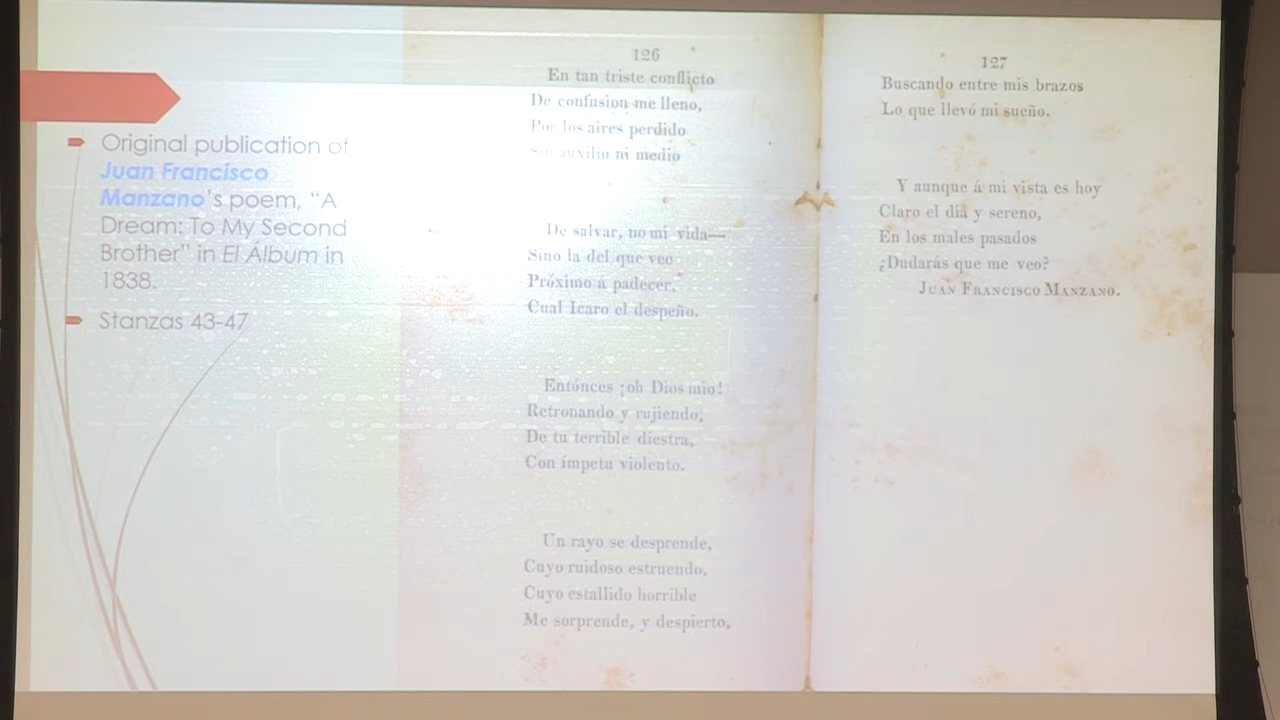 Original publication of
Juan Francisco
Manzano's poem, "A
Dream: To My Second
Brother" in El Álbum in
1838.
Stanzas 43-47
126
En tan triste conflicto
De confusion me lleno,
Por los aires perdido
Sin auxilio ni medio
De salvar, no mi vida—
Sino la del que veo
Próximo á padecer,
Cual Icaro el despeño.
Entónces ¡oh Dios mio!
Retronando y rujiendo,
De tu terrible diestra,
Con ímpetu violento.
Un rayo se desprende,
Cuyo ruidoso estruendo,
Cuyo estallido horrible
Me sorprende, y despierto,
127
Buscando entre mis brazos
Lo que llevó mi sueño.
Y aunque á mi vista es hoy
Claro el dia y sereno,
En los males pasados
¿Dudarás que me veo?
Juan Francisco Manzano.